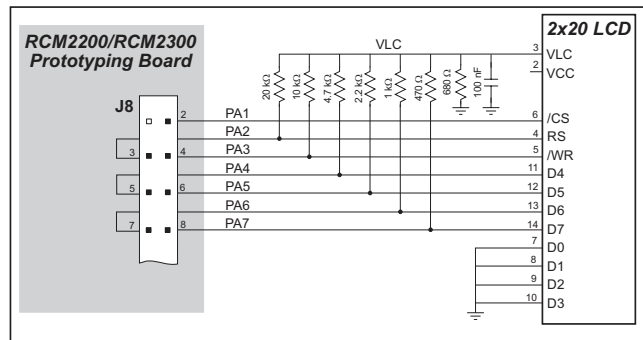 2x20 LCD
RCM2200/RCM2300
Prototyping Board
VLC
3
VLC
2
VCC
20 kΩ
10 kΩ
4.7 kΩ
2.2 kΩ
1 kΩ
470 Ω
680 Ω
100 nF
J8
2
PA1
6
/CS
PA2
4
RS
3
4
PA3
5
/WR
PA4
11
D4
5
6
PA5
12
D5
PA6
13
D6
7
8
PA7
14
D7
7
D0
8
D1
9
D2
10
D3